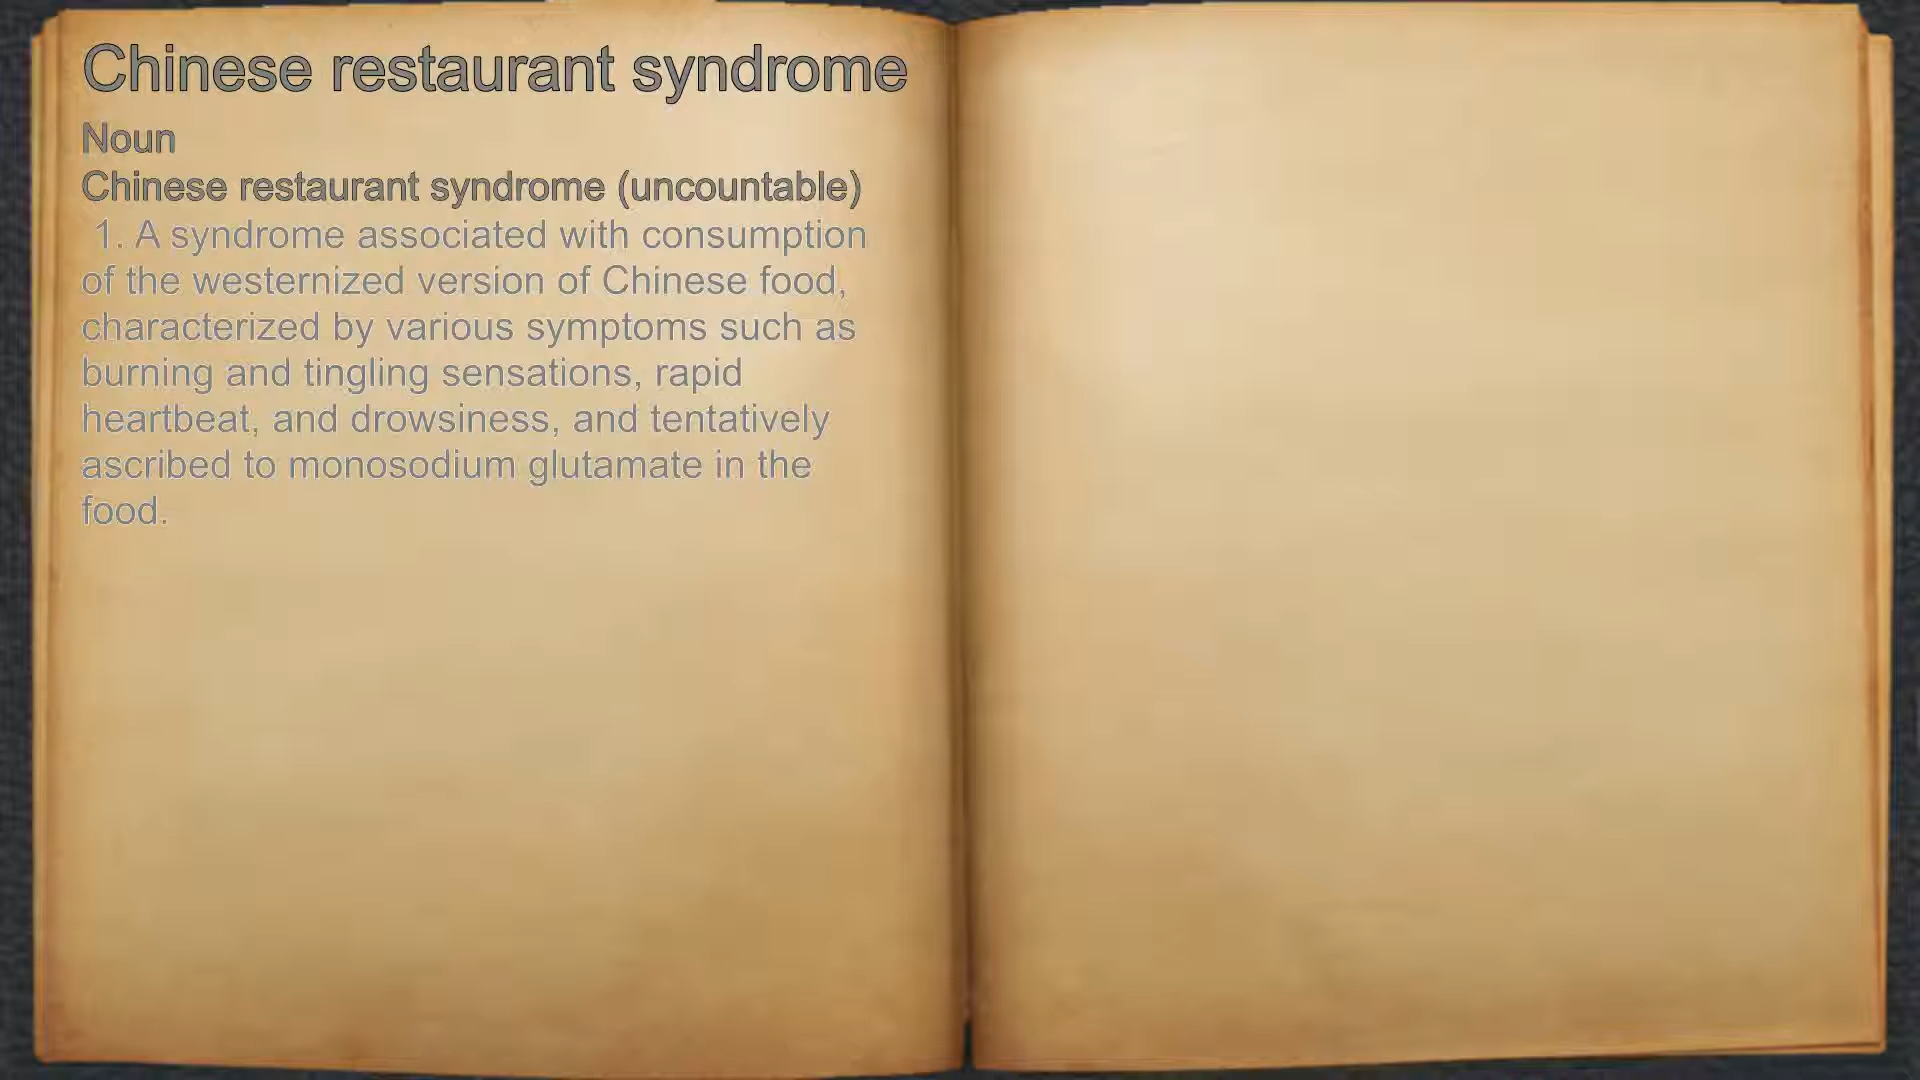 Chinese restaurant syndrome
Noun
Chinese restaurant syndrome (uncountable)
1. A syndrome associated with consumption
of the westernized version of Chinese food,
characterized by various symptoms such as
burning and tingling sensations, rapid
heartbeat, and drowsiness, and tentatively
ascribed to monosodium glutamate in the
food.